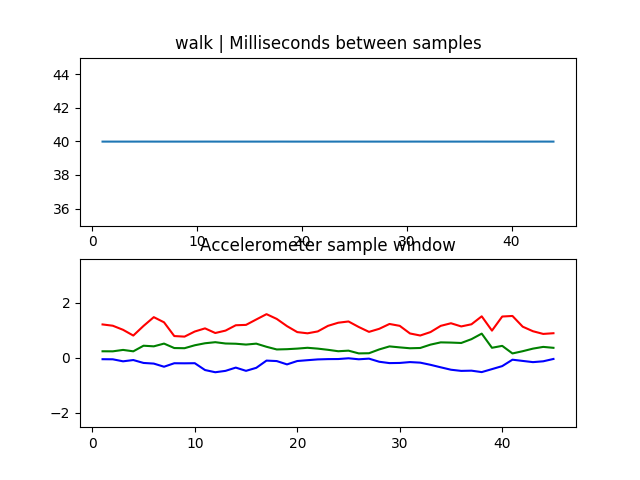 walk | Milliseconds between samples
44
42
40
38
36
0 10 20 30 40
Accelerometer sample window
2
0
−2
0 10 20 30 40